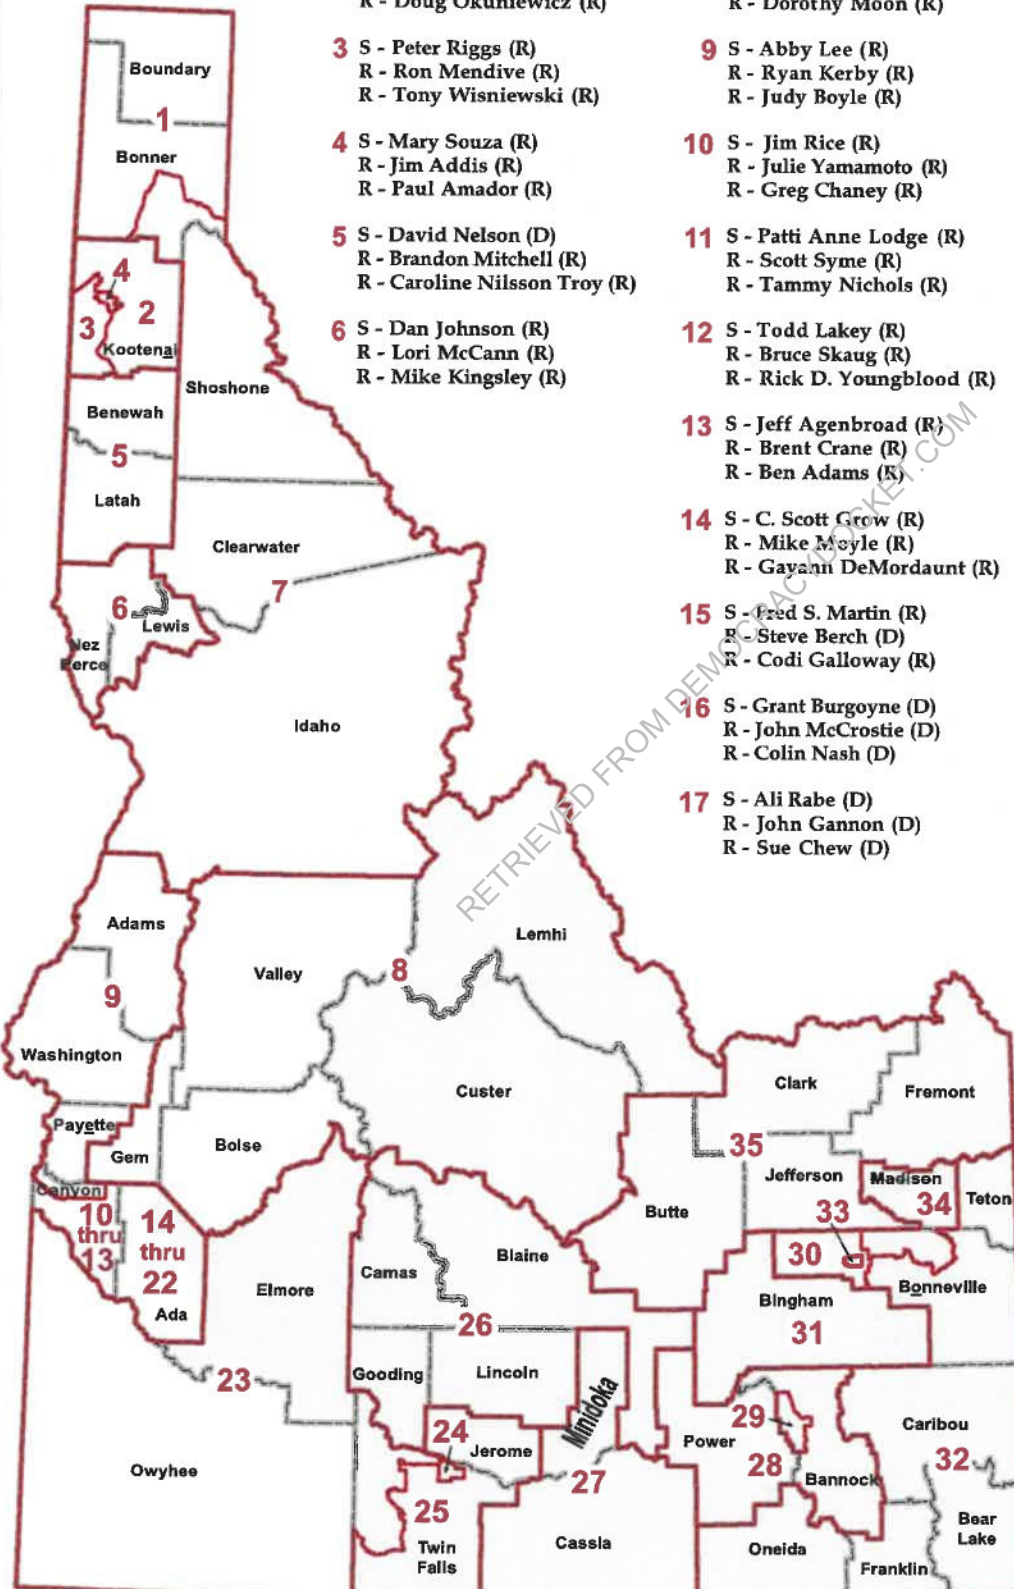 R - Doug Okuniewicz (R)
3 S - Peter Riggs (R)
R - Ron Mendive (R)
R - Tony Wisniewski (R)
4 S - Mary Souza (R)
R - Jim Addis (R)
R - Paul Amador (R)
5 S - David Nelson (D)
R - Brandon Mitchell (R)
R - Caroline Nilsson Troy (R)
6 S - Dan Johnson (R)
R - Lori McCann (R)
R - Mike Kingsley (R)
R - Dorothy Moon (R)
9 S - Abby Lee (R)
R - Ryan Kerby (R)
R - Judy Boyle (R)
10 S - Jim Rice (R)
R - Julie Yamamoto (R)
R - Greg Chaney (R)
11 S - Patti Anne Lodge (R)
R - Scott Syme (R)
R - Tammy Nichols (R)
12 S - Todd Lakey (R)
R - Bruce Skaug (R)
R - Rick D. Youngblood (R)
13 S - Jeff Agenbroad (R)
R - Brent Crane (R)
R - Ben Adams (R)
14 S - C. Scott Grow (R)
R - Mike Moyle (R)
R - Gayann DeMordaunt (R)
15 S - Fred S. Martin (R)
R - Steve Berch (D)
R - Codi Galloway (R)
16 S - Grant Burgoyne (D)
R - John McCrostie (D)
R - Colin Nash (D)
17 S - Ali Rabe (D)
R - John Gannon (D)
R - Sue Chew (D)
RETRIEVED FROM DEMOCRACYDOCKET.COM
Boundary
1
Bonner
4
2
3
Kootenai
Shoshone
Benewah
5
Latah
Clearwater
7
6
Lewis
Nez
Perce
Idaho
Adams
Lemhi
Valley
8
9
Washington
Custer
Clark
Fremont
Payette
Gem
Boise
35
Jefferson
Madison
34
Teton
Canyon
10
thru
13
14
thru
22
Ada
Butte
33
30
Blaine
Camas
Elmore
Bonneville
Bingham
31
26
Gooding
Lincoln
23
Minidoka
24
Jerome
29
Power
28
Bannock
Caribou
32
Owyhee
27
25
Twin
Falls
Cassia
Oneida
Bear
Lake
Franklin